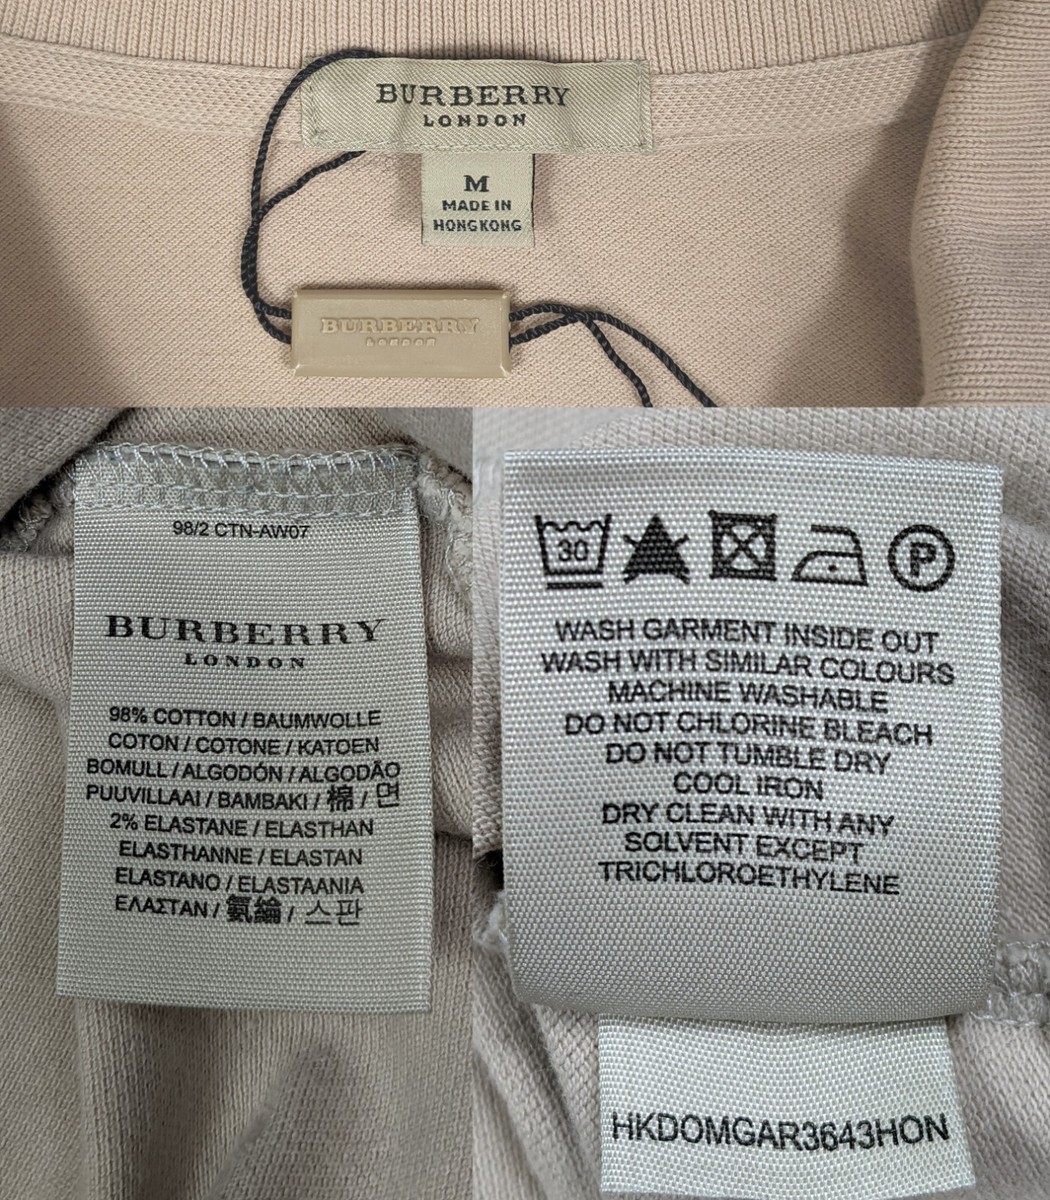 BURBERRY
LONDON
M
MADE IN
HONGKONG
BURBERRY
LONDON
98/2 CTN-AW07
BURBERRY
LONDON
98% COTTON / BAUMWOLLE
COTON / COTONE / KATOEN
BOMULL / ALGODÓN / ALGODÃO
PUUVILLAAI / BAMBAKI / 棉 / 면
2% ELASTANE / ELASTHAN
ELASTHANNE / ELASTAN
ELASTANO / ELASTAANIA
ΕΛΑΣΤΑΝ / 氨綸 / 스판
30
P
WASH GARMENT INSIDE OUT
WASH WITH SIMILAR COLOURS
MACHINE WASHABLE
DO NOT CHLORINE BLEACH
DO NOT TUMBLE DRY
COOL IRON
DRY CLEAN WITH ANY
SOLVENT EXCEPT
TRICHLOROETHYLENE
HKDOMGAR3643HON